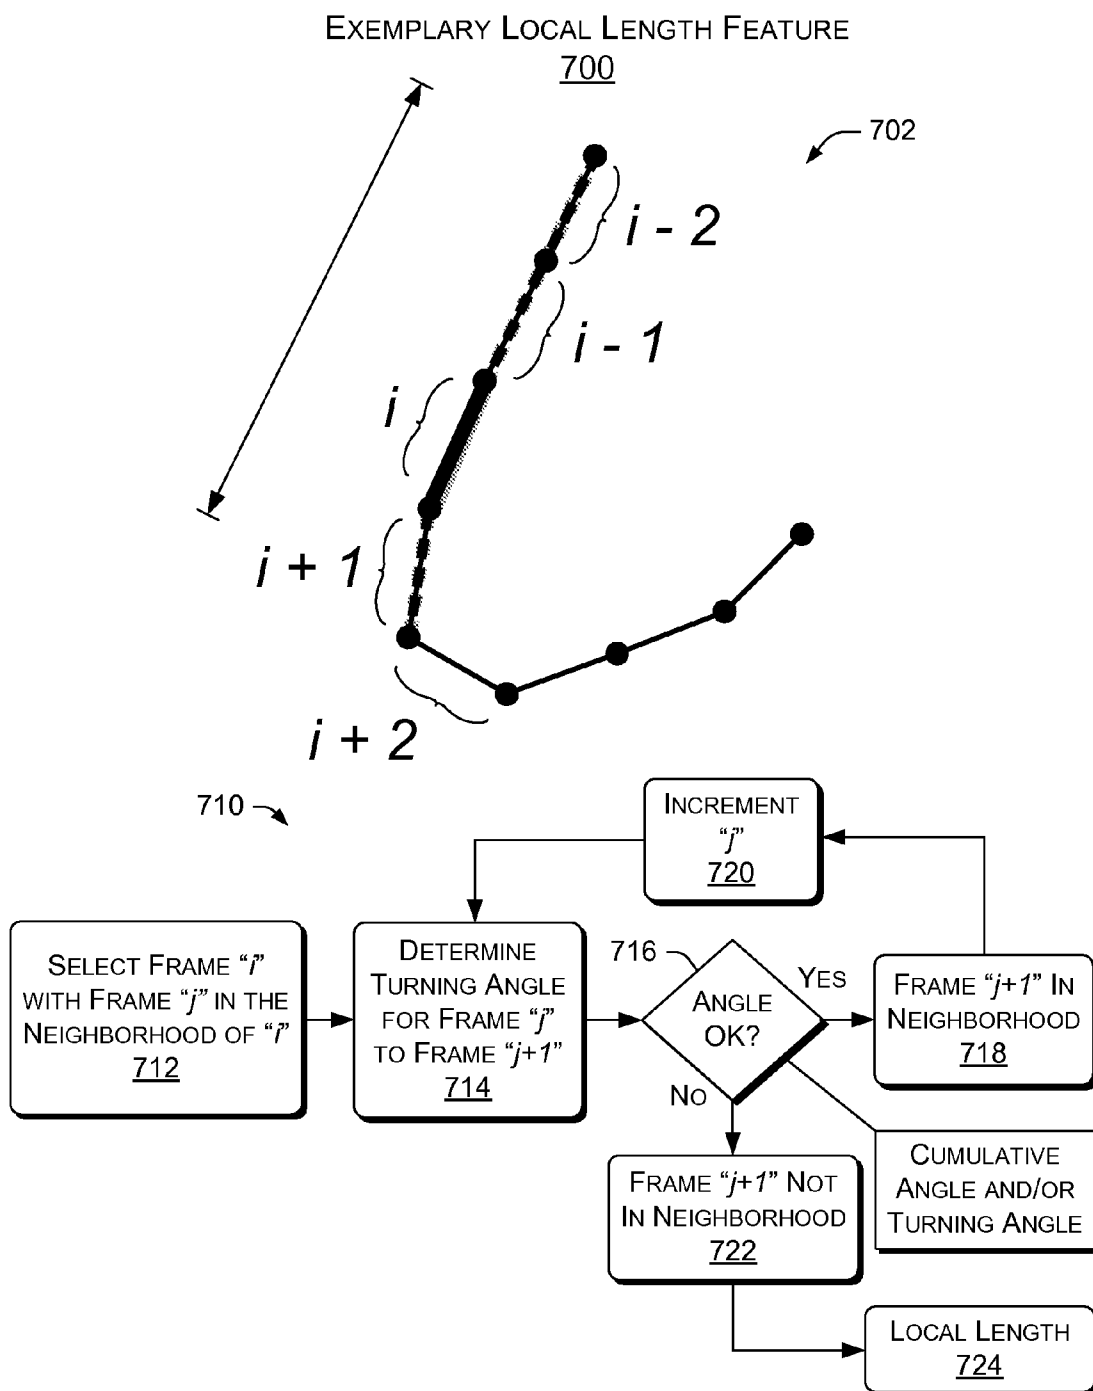 EXEMPLARY LOCAL LENGTH FEATURE
700
702
i - 2
i - 1
i
i + 1
i + 2
710
INCREMENT
“j”
720
SELECT FRAME “i”
WITH FRAME “j” IN THE
NEIGHBORHOOD OF “i”
712
DETERMINE
TURNING ANGLE
FOR FRAME “j”
TO FRAME “j+1”
714
716
ANGLE
OK?
YES
NO
FRAME “j+1” IN
NEIGHBORHOOD
718
CUMULATIVE
ANGLE AND/OR
TURNING ANGLE
FRAME “j+1” NOT
IN NEIGHBORHOOD
722
LOCAL LENGTH
724